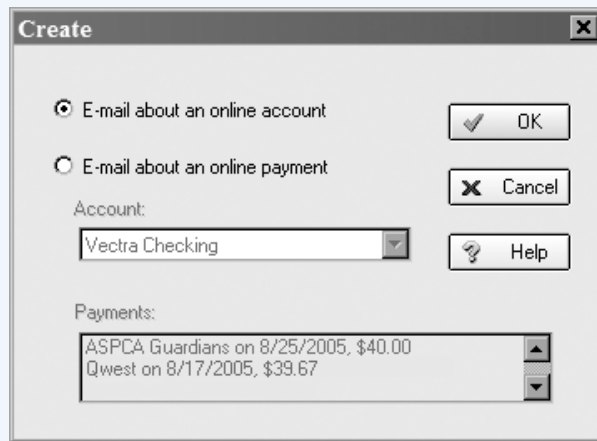 Create
E-mail about an online account
OK
E-mail about an online payment
Cancel
Account:
Vectra Checking
Help
Payments:
ASPCA Guardians on 8/25/2005, $40.00
Qwest on 8/17/2005, $39.67